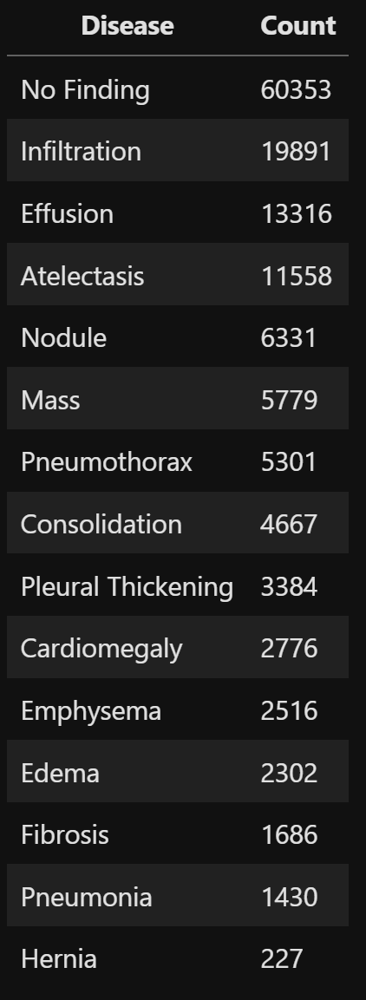 Disease Count
No Finding 60353
Infiltration 19891
Effusion 13316
Atelectasis 11558
Nodule 6331
Mass 5779
Pneumothorax 5301
Consolidation 4667
Pleural Thickening 3384
Cardiomegaly 2776
Emphysema 2516
Edema 2302
Fibrosis 1686
Pneumonia 1430
Hernia 227